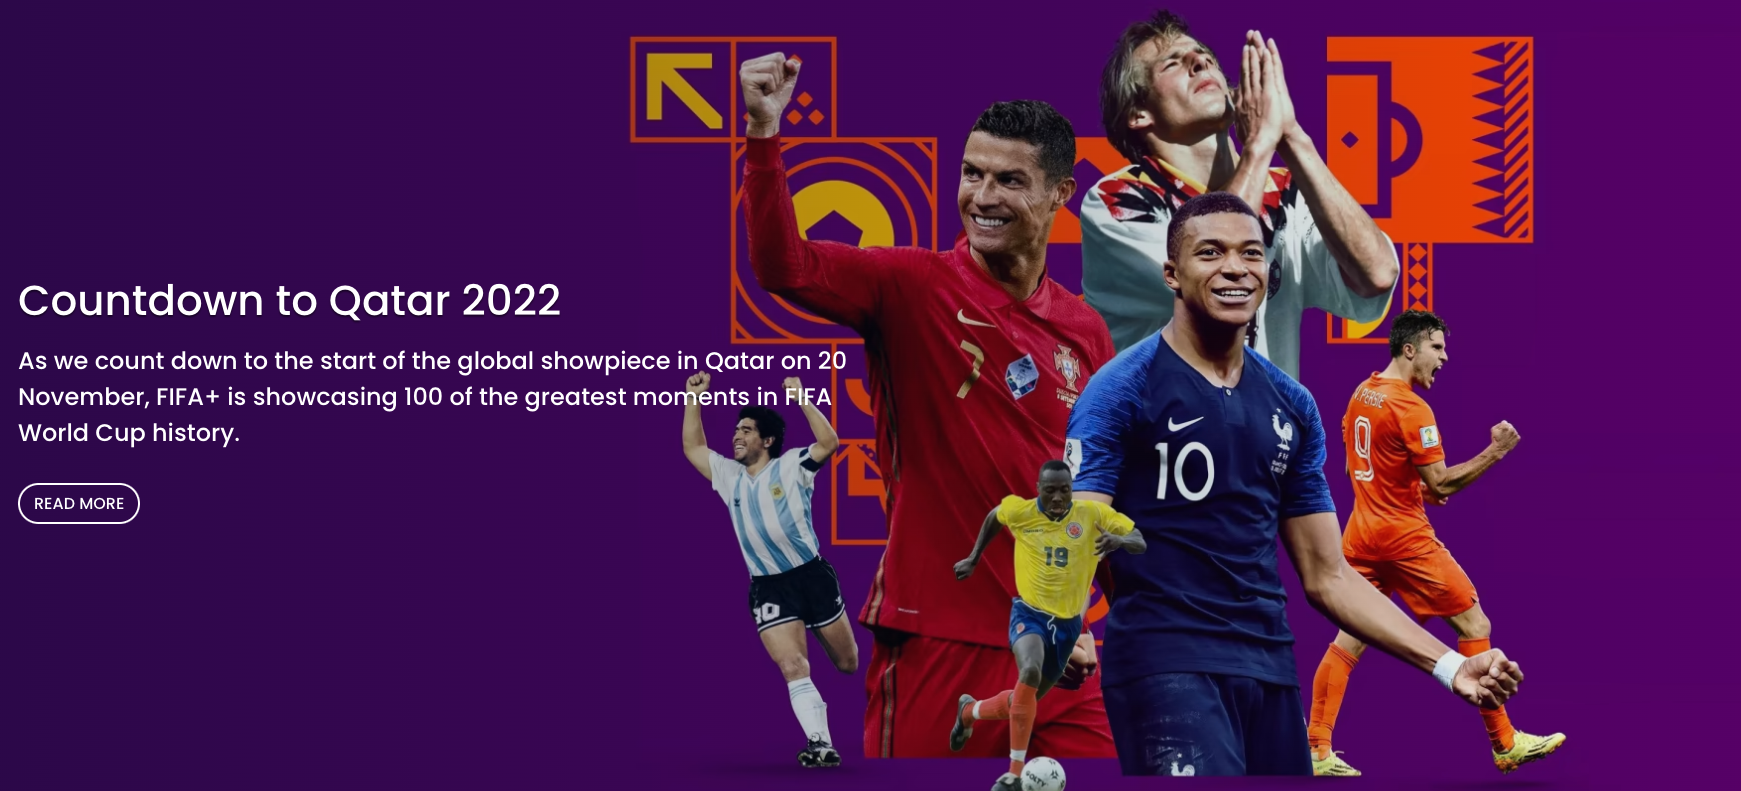 Countdown to Qatar 2022
As we count down to the start of the global showpiece in Qatar on 20
November, FIFA+ is showcasing 100 of the greatest moments in FIFA
World Cup history.
READ MORE
7
10
19
10
V. PERSIE
9
GOLTY